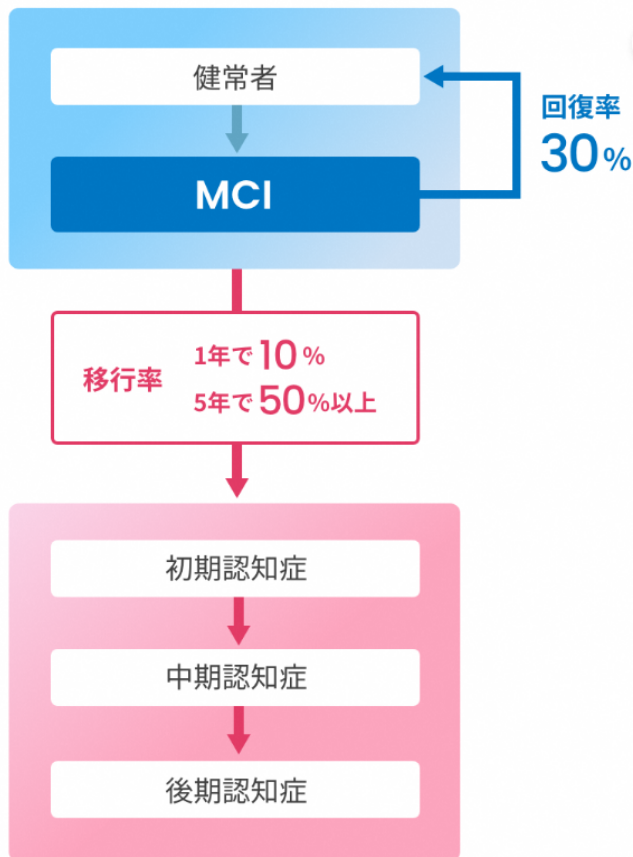 健常者
MCI
回復率
30%
移行率
1年で10%
5年で50%以上
初期認知症
中期認知症
後期認知症